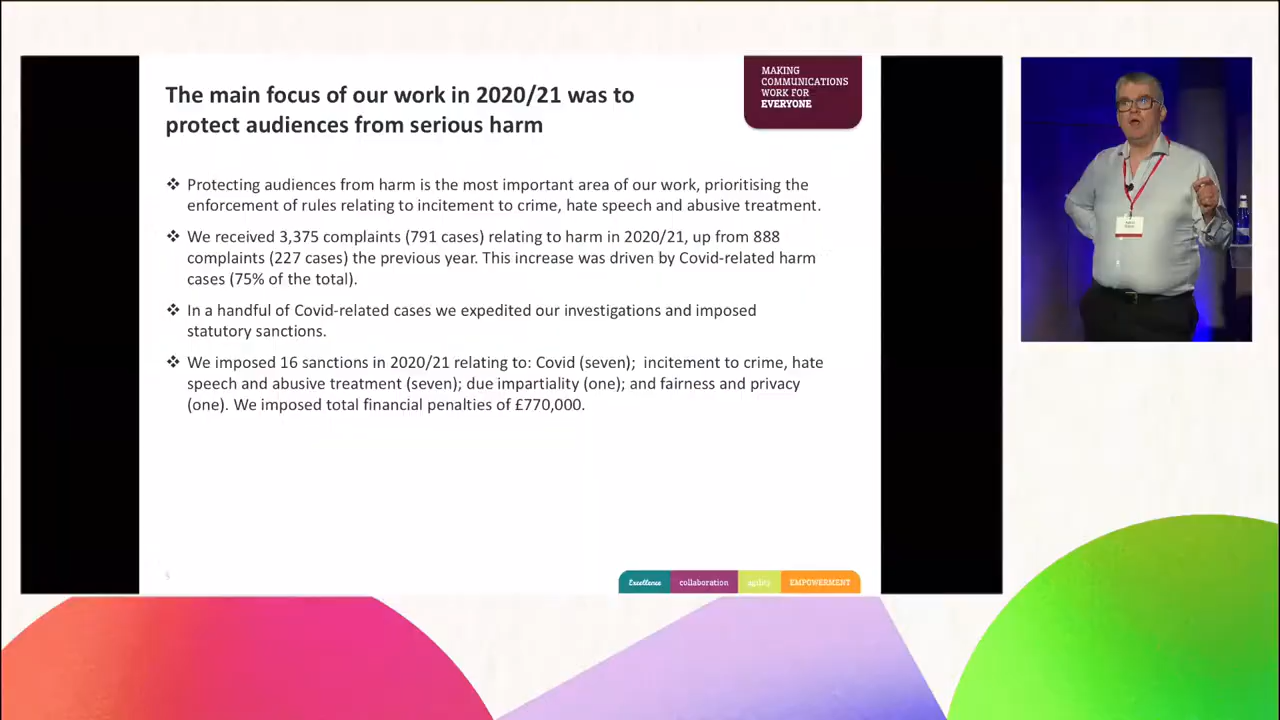 The main focus of our work in 2020/21 was to
protect audiences from serious harm
MAKING
COMMUNICATIONS
WORK FOR
EVERYONE
❖ Protecting audiences from harm is the most important area of our work, prioritising the
enforcement of rules relating to incitement to crime, hate speech and abusive treatment.
❖ We received 3,375 complaints (791 cases) relating to harm in 2020/21, up from 888
complaints (227 cases) the previous year. This increase was driven by Covid-related harm
cases (75% of the total).
❖ In a handful of Covid-related cases we expedited our investigations and imposed
statutory sanctions.
❖ We imposed 16 sanctions in 2020/21 relating to: Covid (seven);  incitement to crime, hate
speech and abusive treatment (seven); due impartiality (one); and fairness and privacy
(one). We imposed total financial penalties of £770,000.
5
Excellence collaboration agility EMPOWERMENT